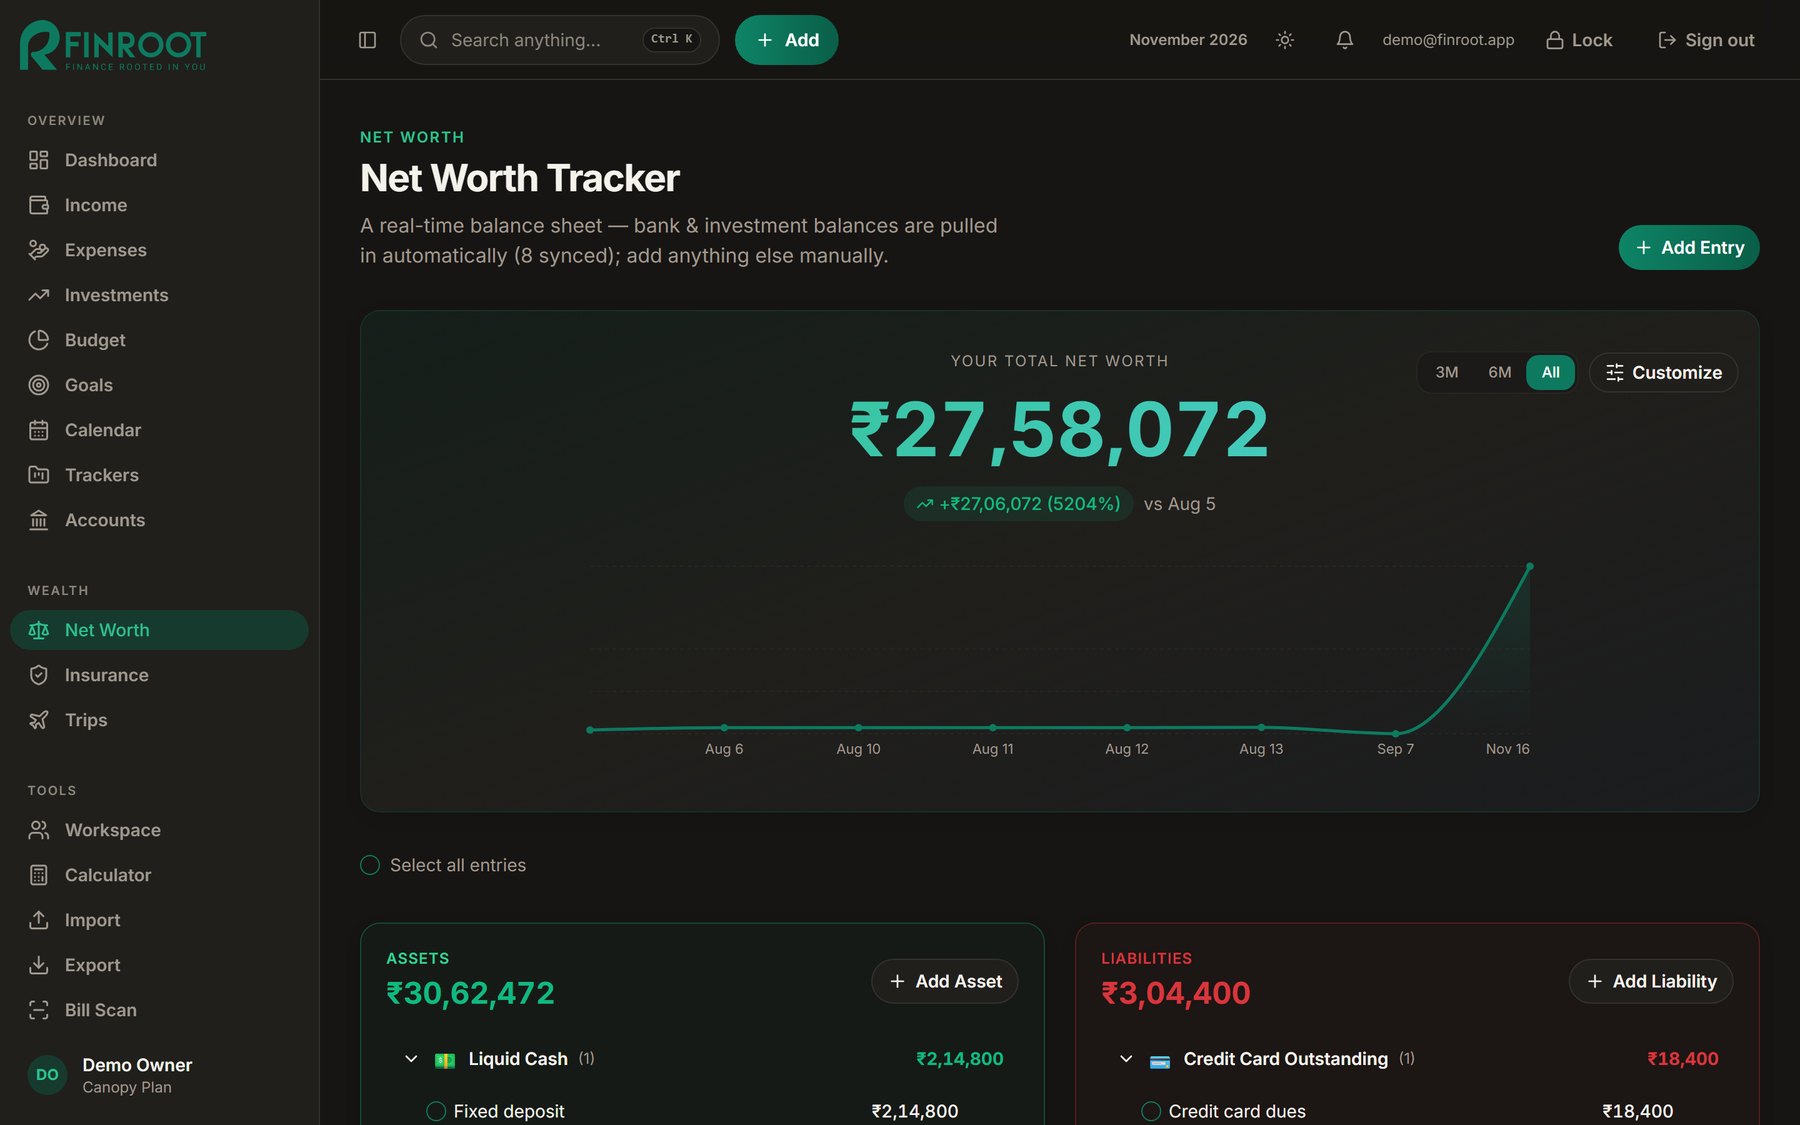 FINROOT
FINANCE ROOTED IN YOU
OVERVIEW
Dashboard
Income
Expenses
Investments
Budget
Goals
Calendar
Trackers
Accounts
WEALTH
Net Worth
Insurance
Trips
TOOLS
Workspace
Calculator
Import
Export
Bill Scan
DO
Demo Owner
Canopy Plan
Search anything... Ctrl K
+ Add
November 2026
demo@finroot.app
Lock
Sign out
NET WORTH
Net Worth Tracker
A real-time balance sheet — bank & investment balances are pulled
in automatically (8 synced); add anything else manually.
+ Add Entry
YOUR TOTAL NET WORTH
3M 6M All
Customize
₹27,58,072
+₹27,06,072 (5204%) vs Aug 5
Aug 6 Aug 10 Aug 11 Aug 12 Aug 13 Sep 7 Nov 16
Select all entries
ASSETS
₹30,62,472
+ Add Asset
Liquid Cash (1) ₹2,14,800
Fixed deposit ₹2,14,800
LIABILITIES
₹3,04,400
+ Add Liability
Credit Card Outstanding (1) ₹18,400
Credit card dues ₹18,400